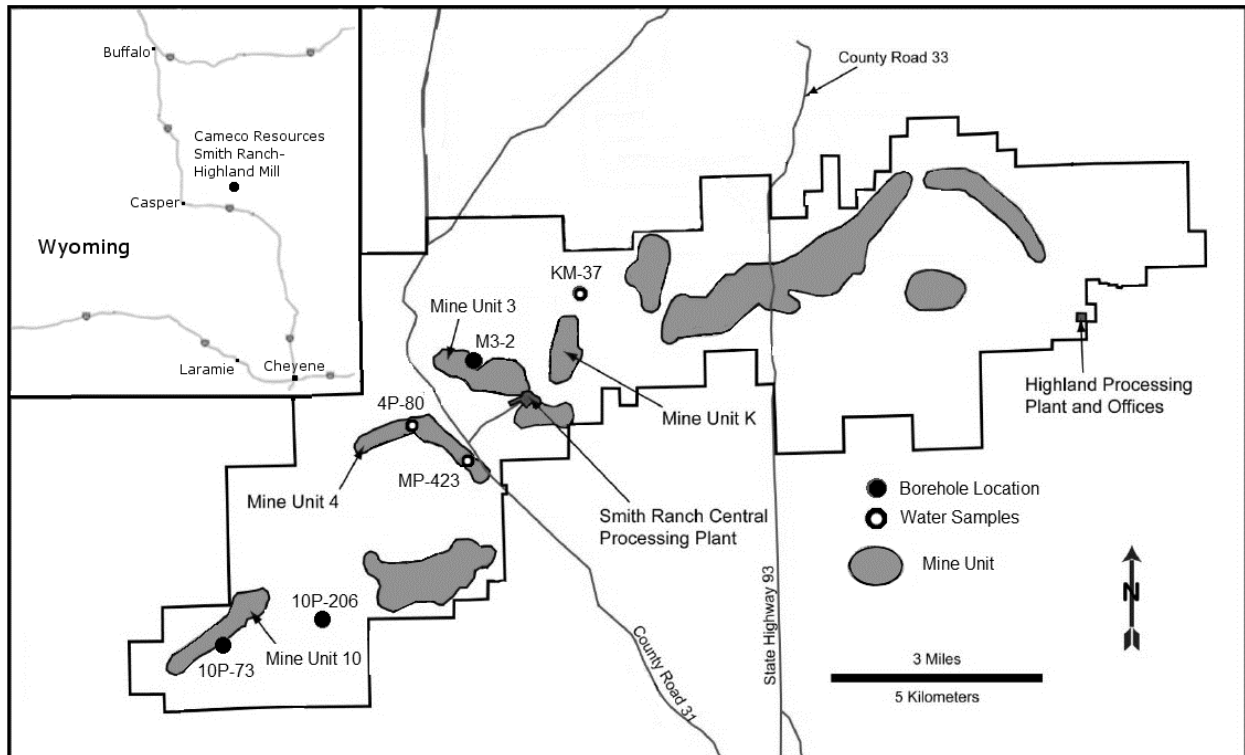 Buffalo
Cameco Resources
Smith Ranch-
Highland Mill
Casper
Wyoming
Laramie
Cheyene
County Road 33
KM-37
Mine Unit 3
M3-2
4P-80
Mine Unit K
Highland Processing
Plant and Offices
Mine Unit 4
MP-423
Smith Ranch Central
Processing Plant
Borehole Location
Water Samples
Mine Unit
State Highway 93
10P-206
10P-73
Mine Unit 10
County Road 31
N
3 Miles
5 Kilometers